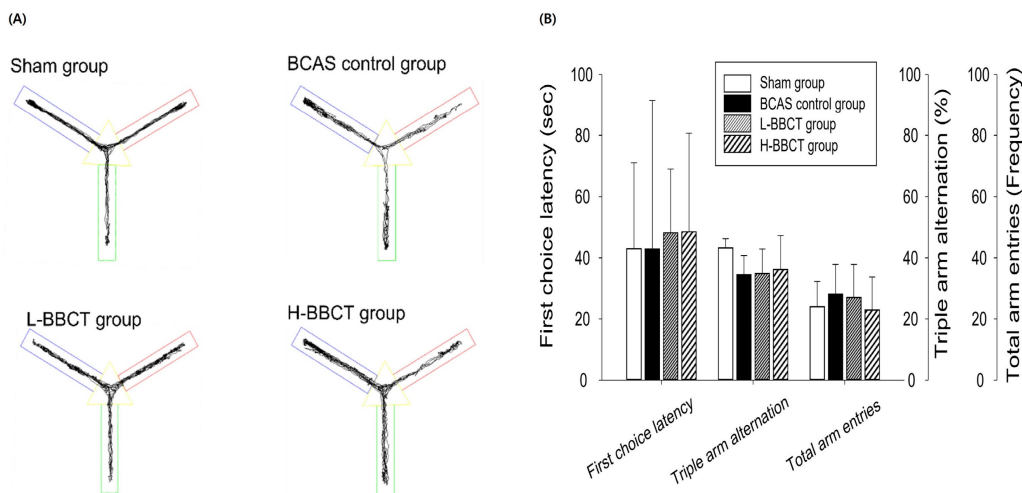 (A)
Sham group
BCAS control group
L-BBCT group
H-BBCT group
(B)
First choice latency (sec)
100
80
60
40
20
0
Sham group
BCAS control group
L-BBCT group
H-BBCT group
First choice latency
Triple arm alternation
Total arm entries
Triple arm alternation (%)
100
80
60
40
20
0
Total arm entries (Frequency)
100
80
60
40
20
0